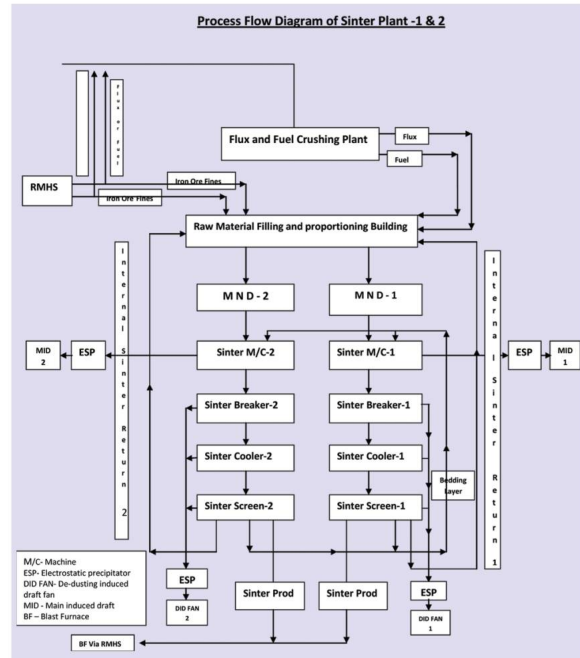 Process Flow Diagram of Sinter Plant -1 & 2
Flux or Fuel
Flux and Fuel Crushing Plant
Flux
Fuel
RMHS
Iron Ore Fines
Iron Ore Fines
Raw Material Filling and proportioning Building
Internal Sinter Return 2
Internal Sinter Return 1
M N D - 2
M N D - 1
MID
2
ESP
Sinter M/C-2
Sinter M/C-1
ESP
MID
1
Sinter Breaker-2
Sinter Breaker-1
Sinter Cooler-2
Sinter Cooler-1
Bedding
Layer
Sinter Screen-2
Sinter Screen-1
M/C- Machine
ESP- Electrostatic precipitator
DID FAN- De-dusting induced
draft fan
MID - Main induced draft
BF – Blast Furnace
ESP
Sinter Prod
Sinter Prod
ESP
DID FAN
2
DID FAN
1
BF Via RMHS